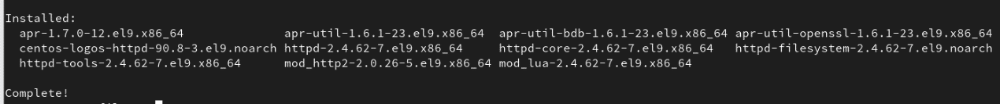 Installed:
  apr-1.7.0-12.el9.x86_64             apr-util-1.6.1-23.el9.x86_64  apr-util-bdb-1.6.1-23.el9.x86_64 apr-util-openssl-1.6.1-23.el9.x86_64
  centos-logos-httpd-90.8-3.el9.noarch httpd-2.4.62-7.el9.x86_64     httpd-core-2.4.62-7.el9.x86_64   httpd-filesystem-2.4.62-7.el9.noarch
  httpd-tools-2.4.62-7.el9.x86_64      mod_http2-2.0.26-5.el9.x86_64 mod_lua-2.4.62-7.el9.x86_64
Complete!